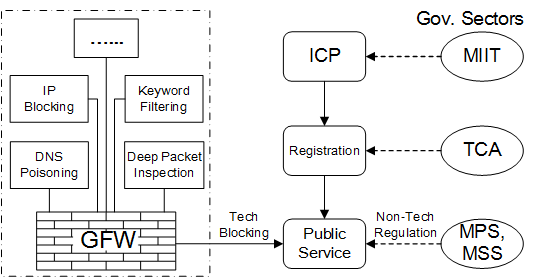 Gov. Sectors
......
ICP
MIIT
IP
Blocking
Keyword
Filtering
DNS
Poisoning
Deep Packet
Inspection
Registration
TCA
GFW
Tech
Blocking
Public
Service
Non-Tech
Regulation
MPS,
MSS